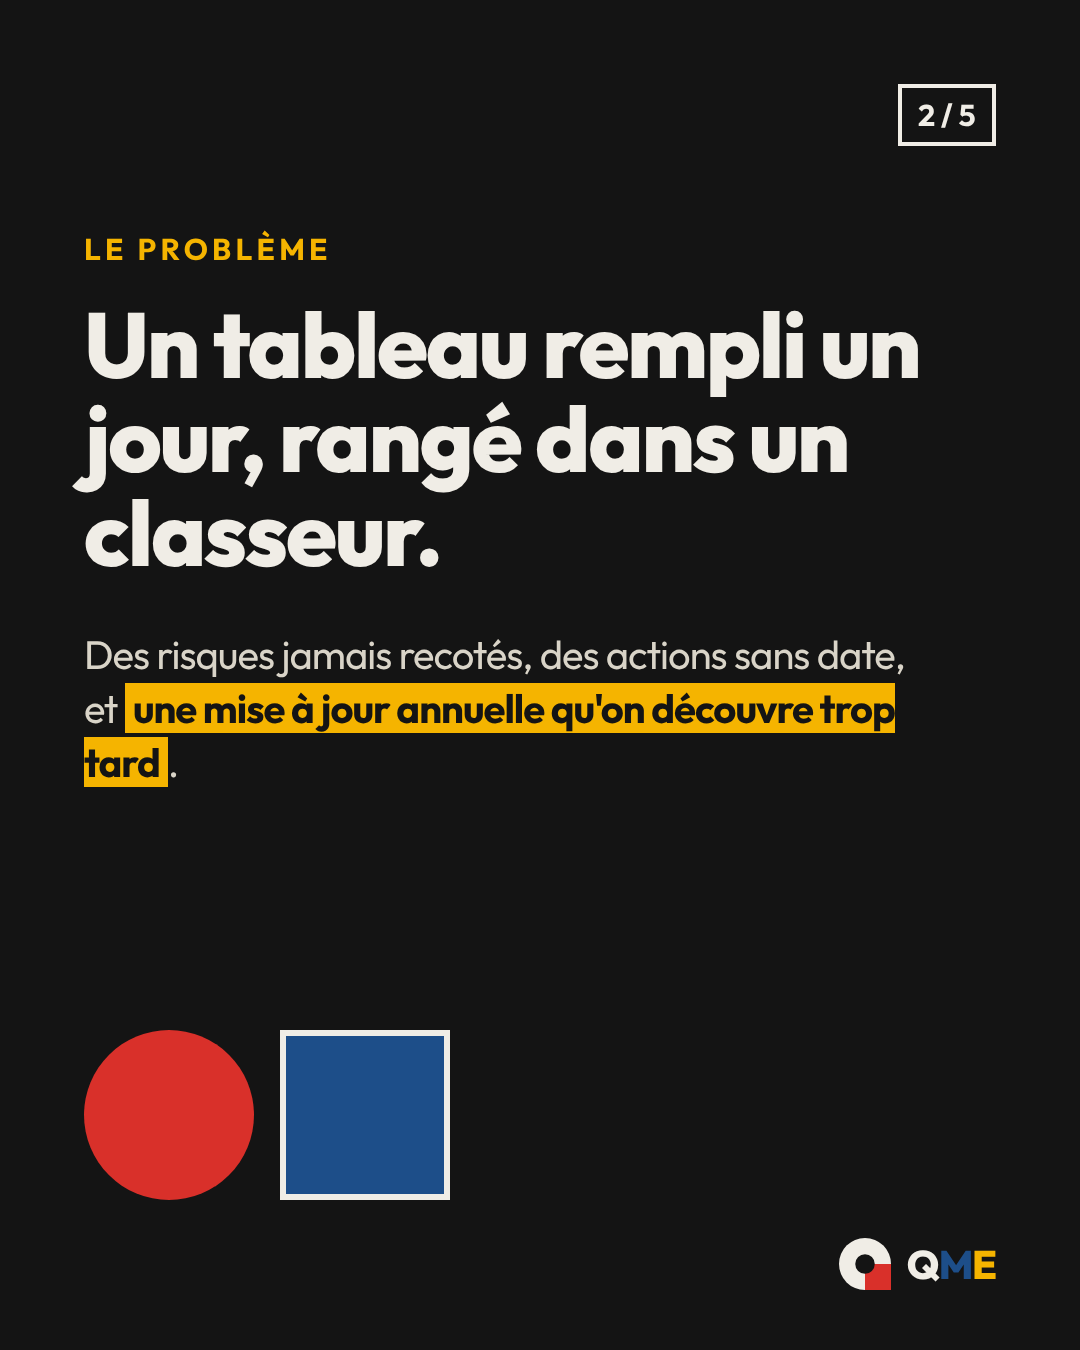 2 / 5
LE PROBLÈME
Un tableau rempli un
jour, rangé dans un
classeur.
Des risques jamais recotés, des actions sans date,
et une mise à jour annuelle qu'on découvre trop
tard .
QME